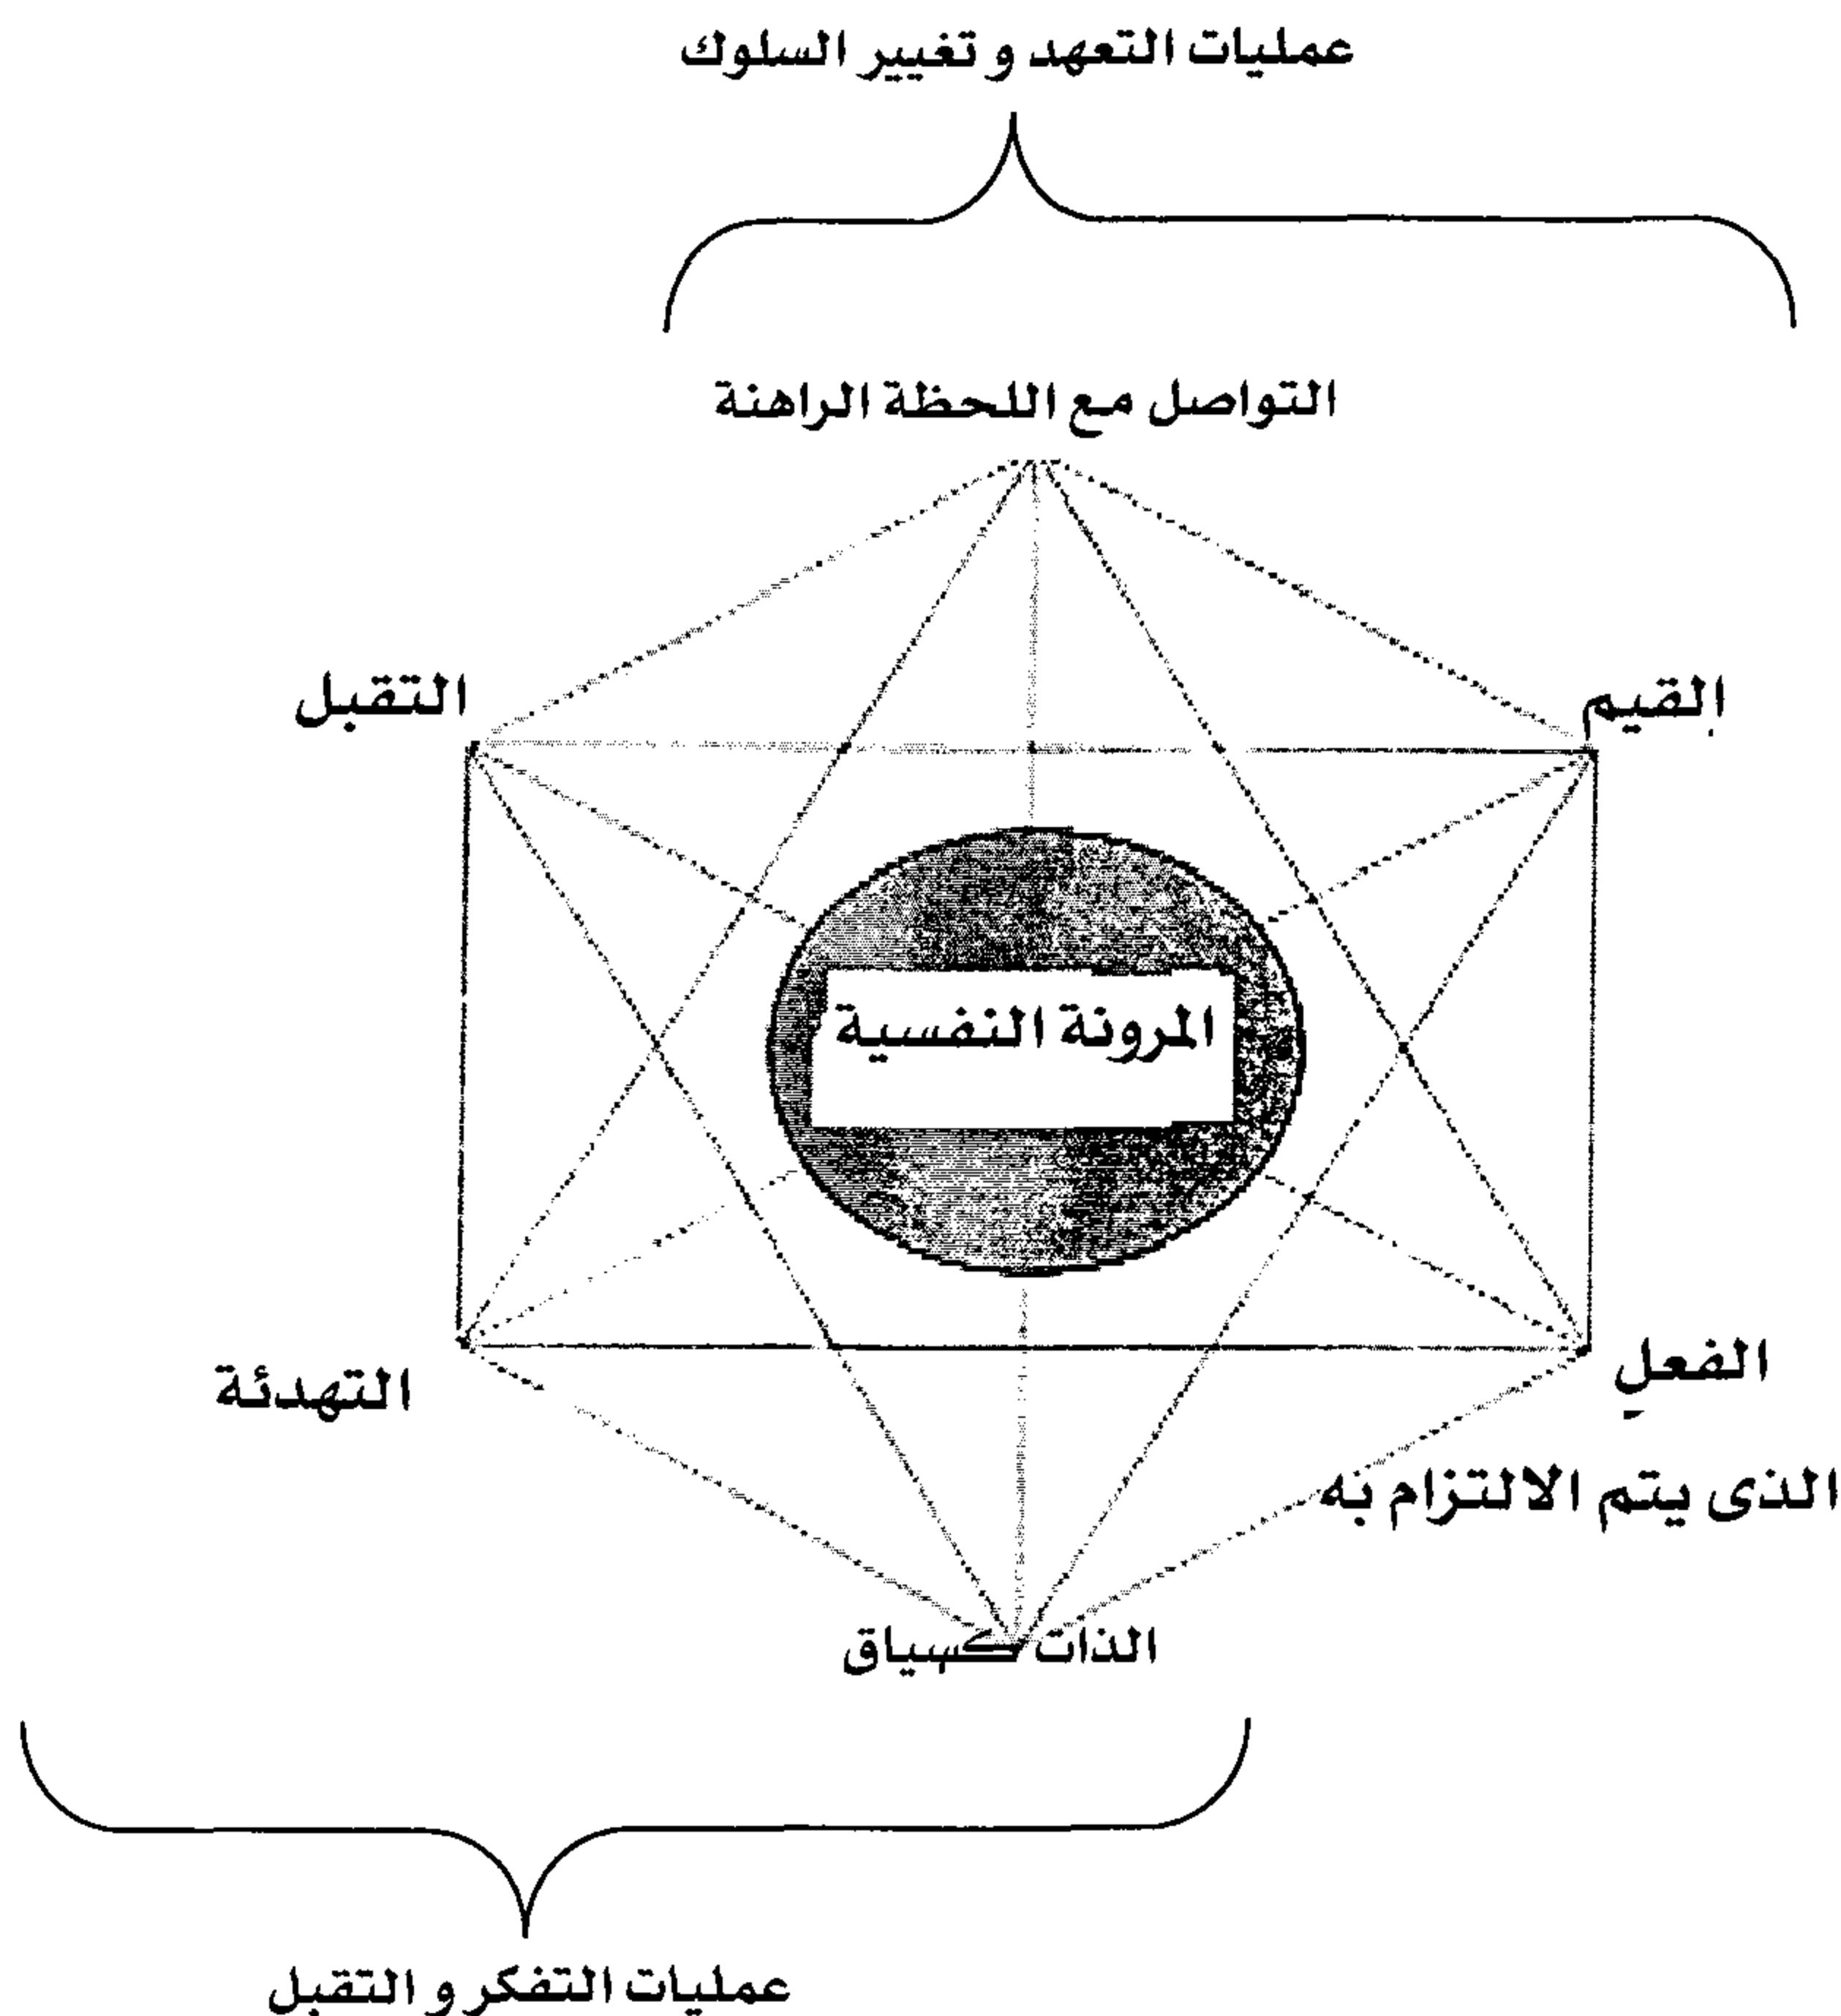 عمليات التعهد و تغيير السلوك
التواصل مع اللحظة الراهنة
القيم
التقبل
المرونة النفسية
الفعل
الذى يتم الالتزام به
التهدئة
الذات كسياق
عمليات التفكر و التقبل